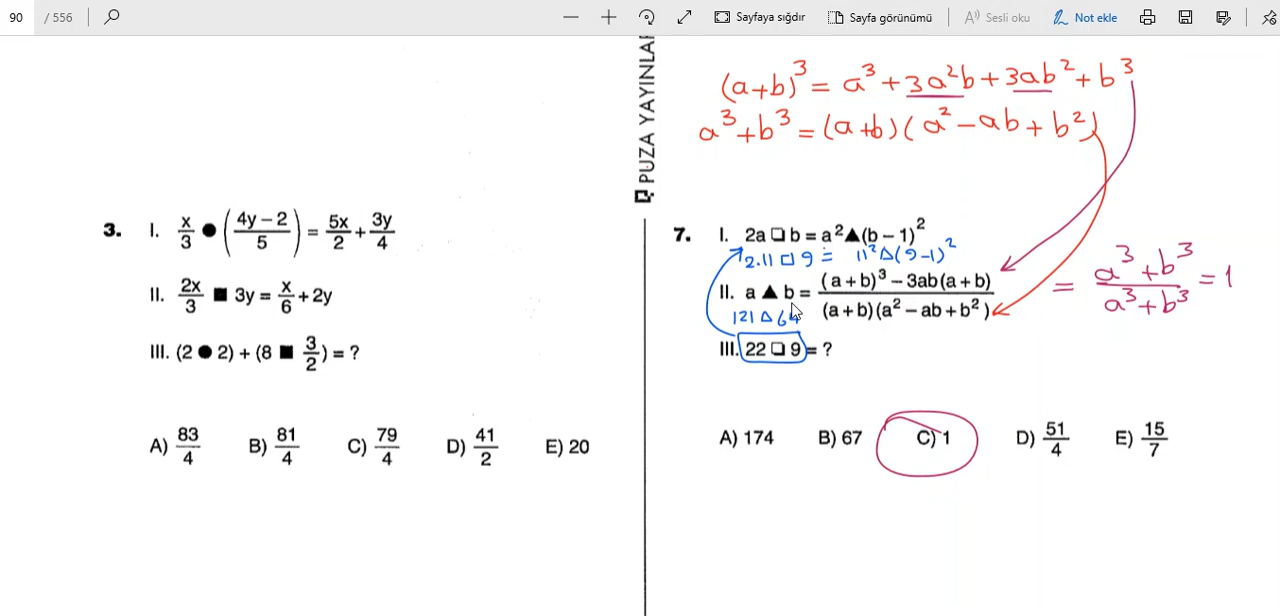 90 / 556
Sayfaya sığdır
Sayfa görünümü
Sesli oku
Not ekle
PUZA YAYINLAR
(a+b)³ = a³ + 3a²b + 3ab² + b³
a³ + b³ = (a+b)(a² - ab + b²)
3. I. x/3 ● ((4y – 2)/5) = 5x/2 + 3y/4
II. 2x/3 ■ 3y = x/6 + 2y
III. (2 ● 2) + (8 ■ 3/2) = ?
A) 83/4 B) 81/4 C) 79/4 D) 41/2 E) 20
7. I. 2a ❑ b = a²▲(b – 1)²
2.11 □ 9 = 11² △ (9-1)²
II. a ▲ b = ((a + b)³ – 3ab(a + b))/((a + b)(a² – ab + b²))
= (a³ + b³)/(a³ + b³) = 1
121 △ 64
III. 22 ❑ 9 = ?
A) 174 B) 67 C) 1 D) 51/4 E) 15/7